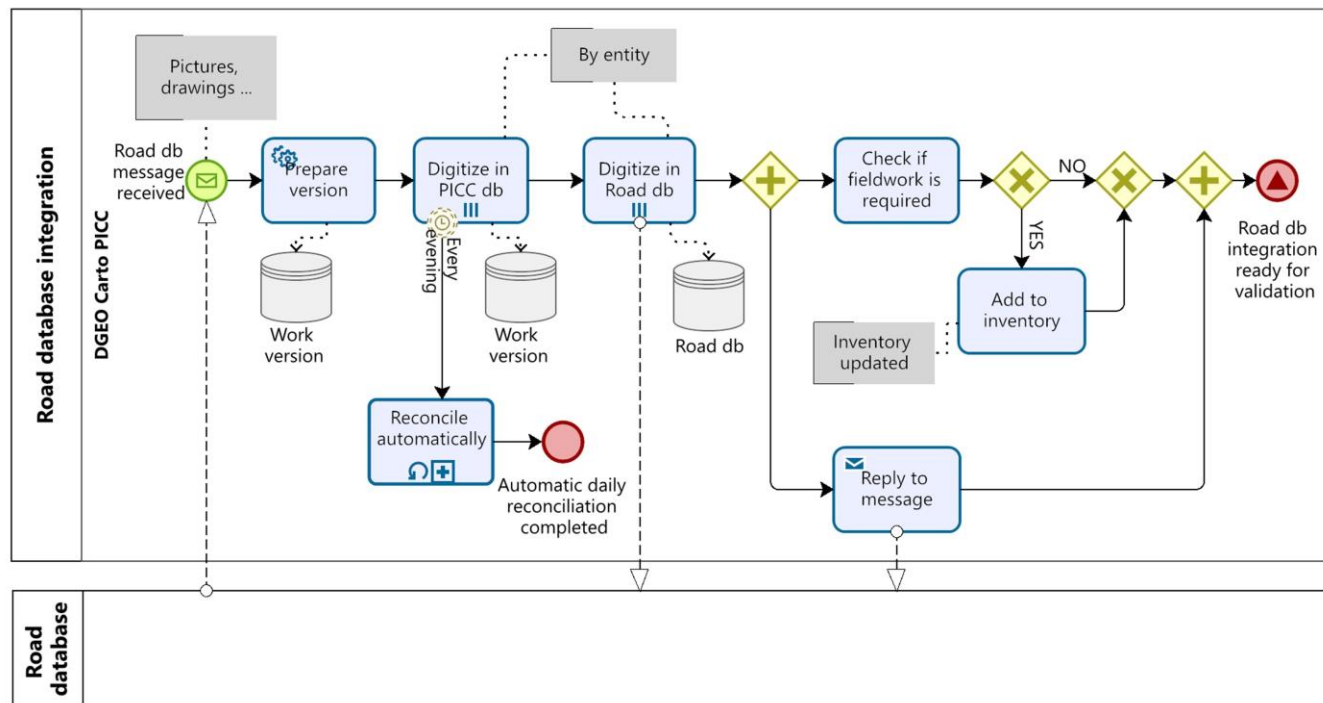 Road database integration
DGEO Carto PICC
Pictures,
drawings ...
By entity
Road db
message
received
Prepare
version
Digitize in
PICC db
Digitize in
Road db
Check if
fieldwork is
required
NO
YES
Every
evening
Work
version
Work
version
Road db
Add to
inventory
Inventory
updated
Road db
integration
ready for
validation
Reconcile
automatically
Automatic daily
reconciliation
completed
Reply to
message
Road
database